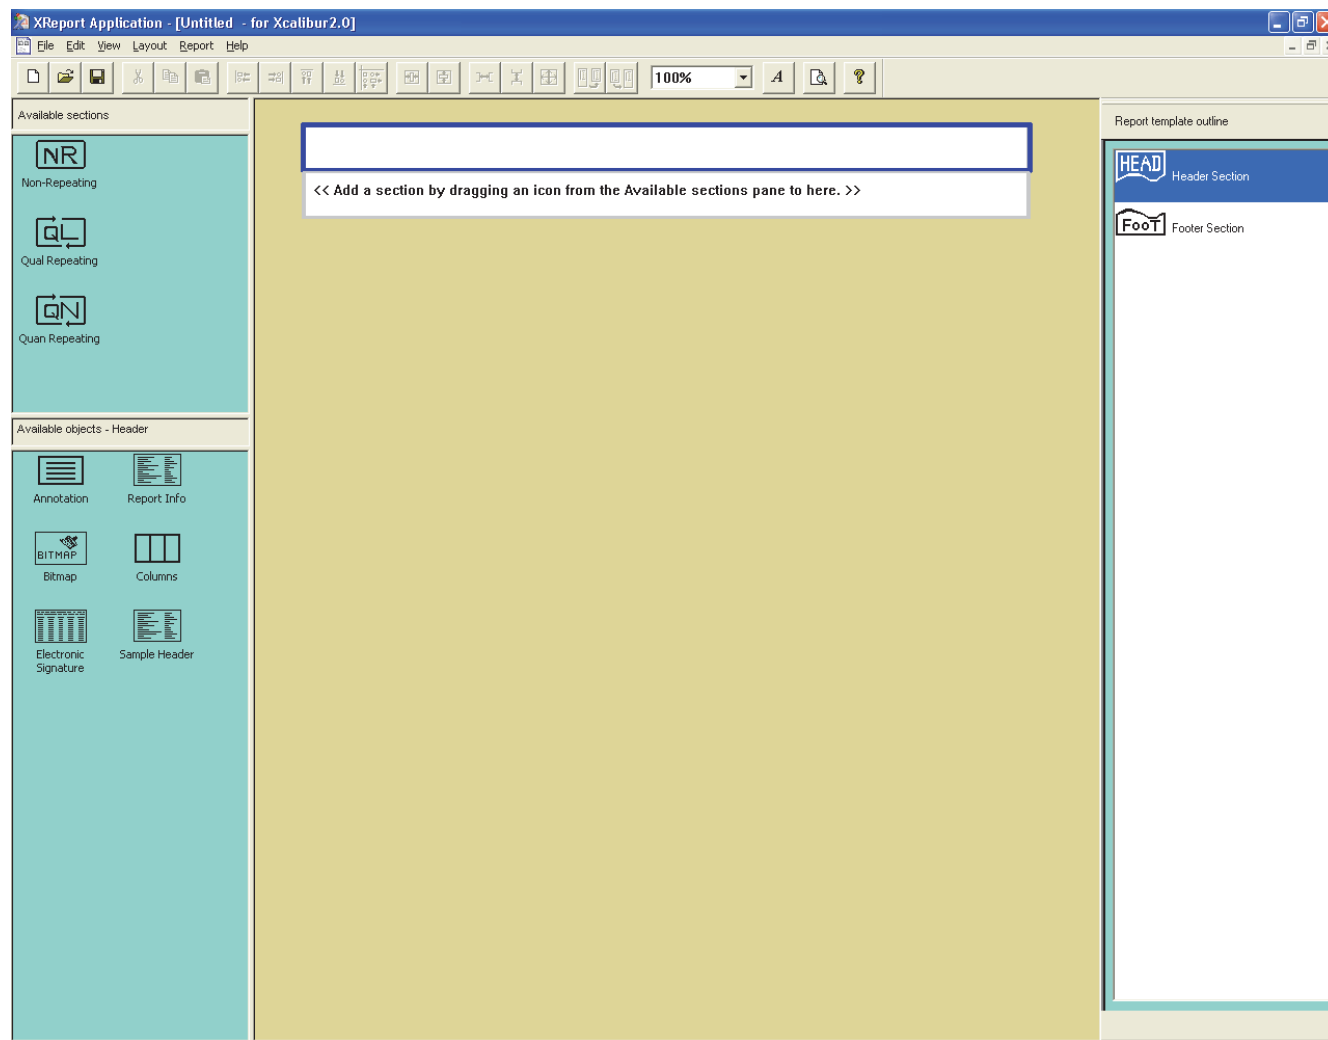 XReport Application - [Untitled - for Xcalibur2.0]
File Edit View Layout Report Help
100%
A
?
Available sections
NR
Non-Repeating
QL
Qual Repeating
QN
Quan Repeating
Available objects - Header
Annotation
Report Info
BITMAP
Bitmap
Columns
Electronic
Signature
Sample Header
<< Add a section by dragging an icon from the Available sections pane to here. >>
Report template outline
HEAD
Header Section
FooT
Footer Section